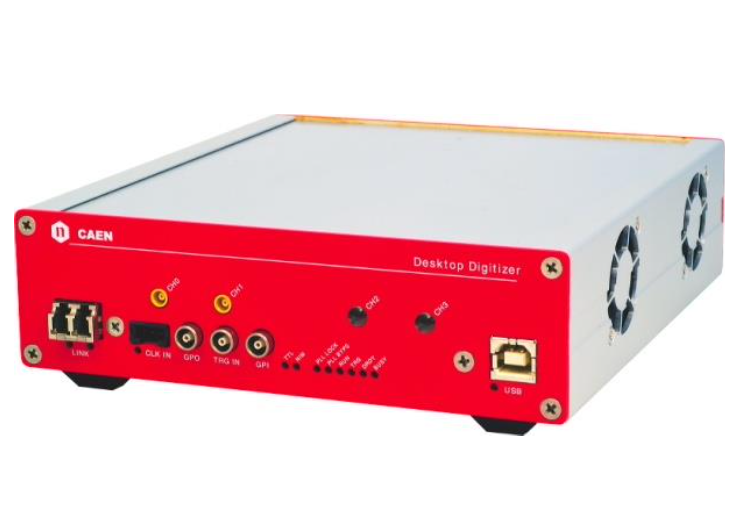 n CAEN
Desktop Digitizer
CH0
CH1
CH2
CH3
LINK
CLK IN
GPO
TRG IN
GPI
TTL
NIM
PLL LOCK
PLL BYPS
RUN
TRG
DRDY
BUSY
USB